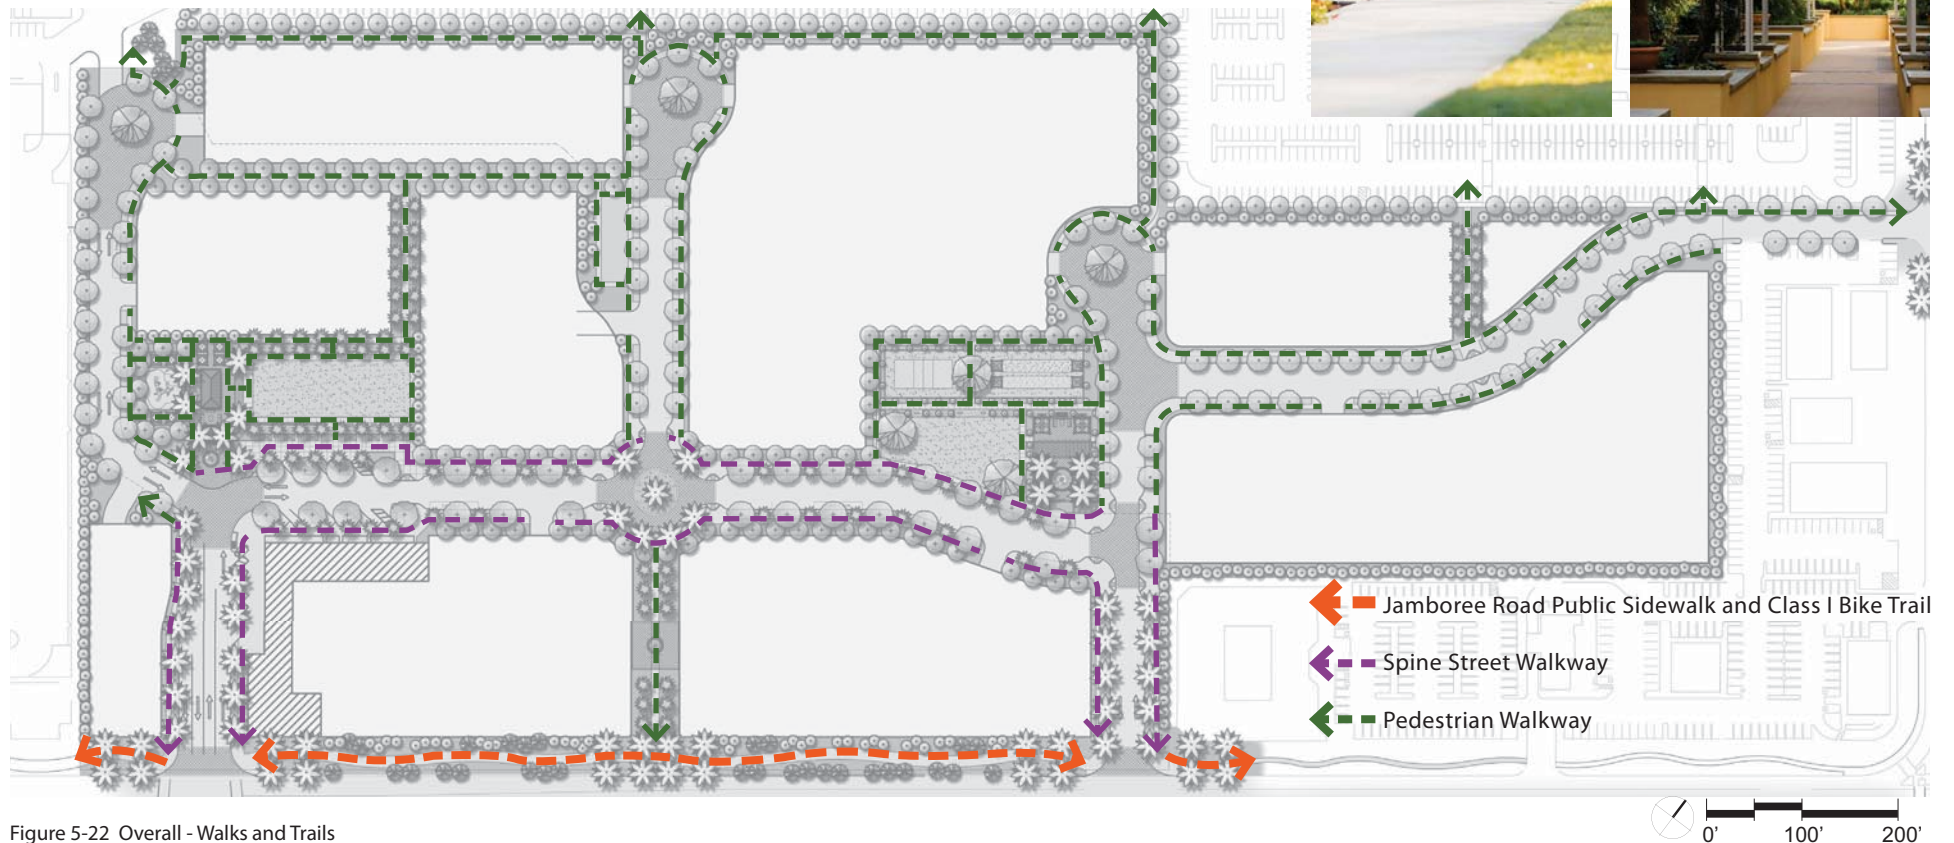 Jamboree Road Public Sidewalk and Class I Bike Trail
Spine Street Walkway
Pedestrian Walkway
0' 100' 200'
Figure 5-22 Overall - Walks and Trails